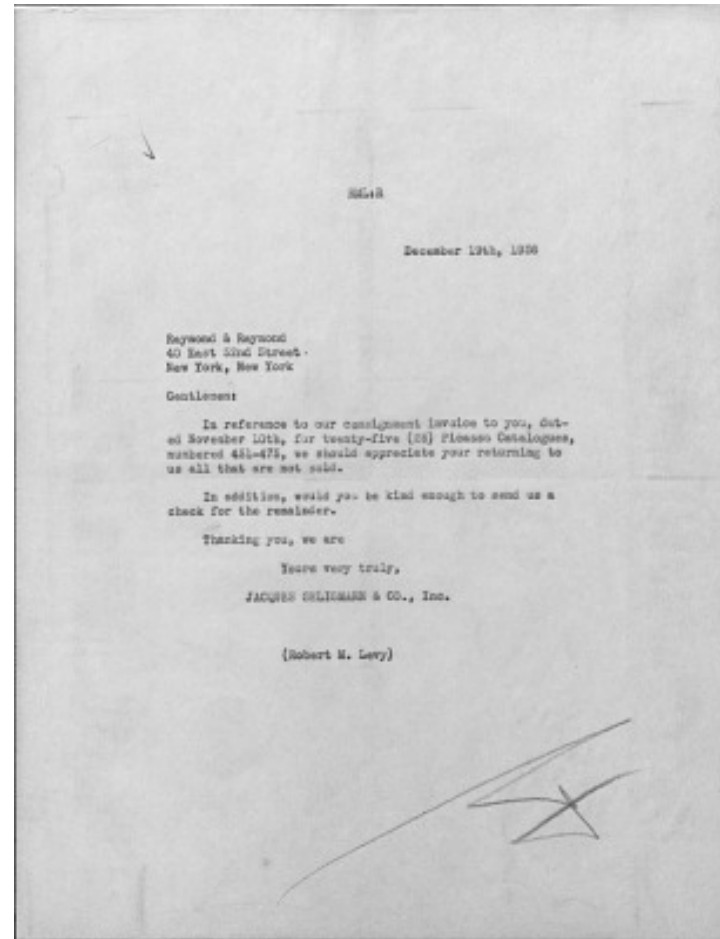 RML:R
December 19th, 1936
Raymond & Raymond
40 East 52nd Street
New York, New York
Gentlemen:
In reference to our consignment invoice to you, dat-
ed November 10th, for twenty-five (25) Picasso Catalogues,
numbered 451-475, we should appreciate your returning to
us all that are not sold.
In addition, would you be kind enough to send us a
check for the remainder.
Thanking you, we are
Yours very truly,
JACQUES SELIGMANN & CO., Inc.
(Robert M. Levy)